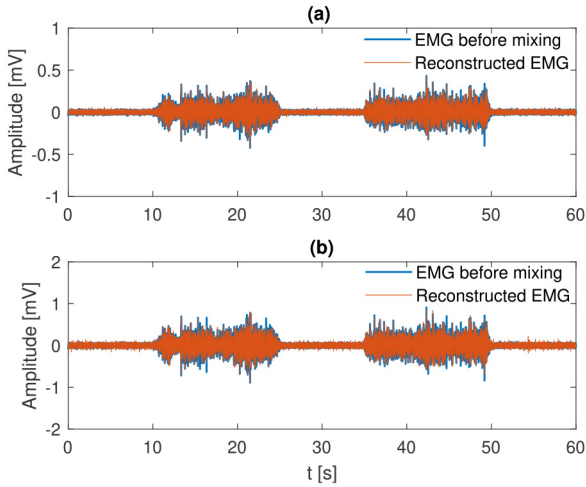 (a)
1
0.5
0
-0.5
-1
Amplitude [mV]
EMG before mixing
Reconstructed EMG
0 10 20 30 40 50 60
(b)
2
1
0
-1
-2
Amplitude [mV]
EMG before mixing
Reconstructed EMG
0 10 20 30 40 50 60
t [s]